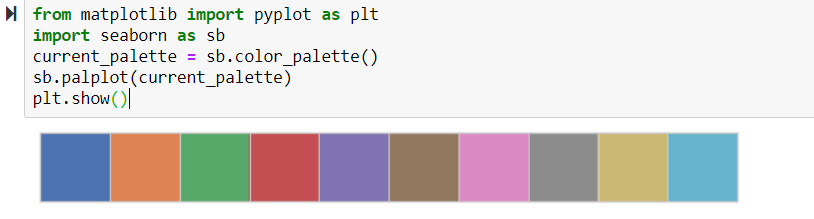 from matplotlib import pyplot as plt
import seaborn as sb
current_palette = sb.color_palette()
sb.palplot(current_palette)
plt.show()